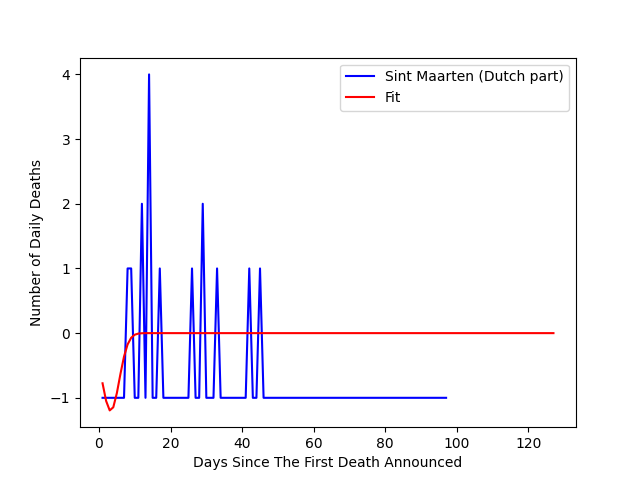 Sint Maarten (Dutch part)
Fit
4
3
2
1
0
−1
Number of Daily Deaths
0 20 40 60 80 100 120
Days Since The First Death Announced